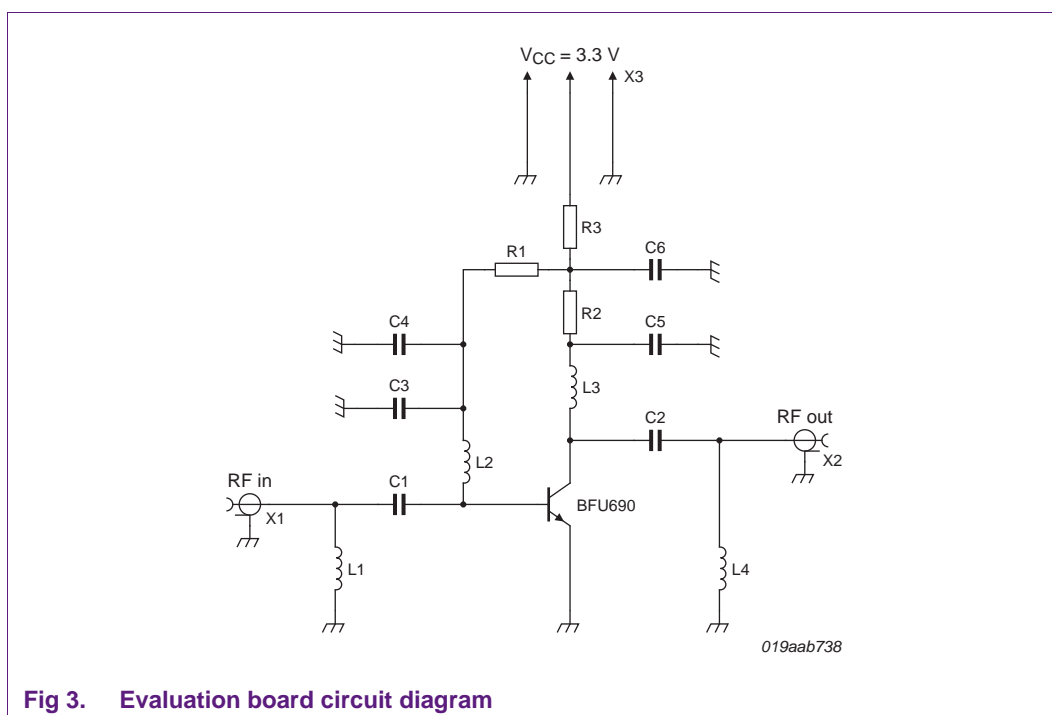 VCC = 3.3 V
X3
R3
R1
C6
R2
C4
C5
L3
C3
C2
RF out
L2
X2
RF in
C1
BFU690
X1
L1
L4
019aab738
Fig 3. Evaluation board circuit diagram